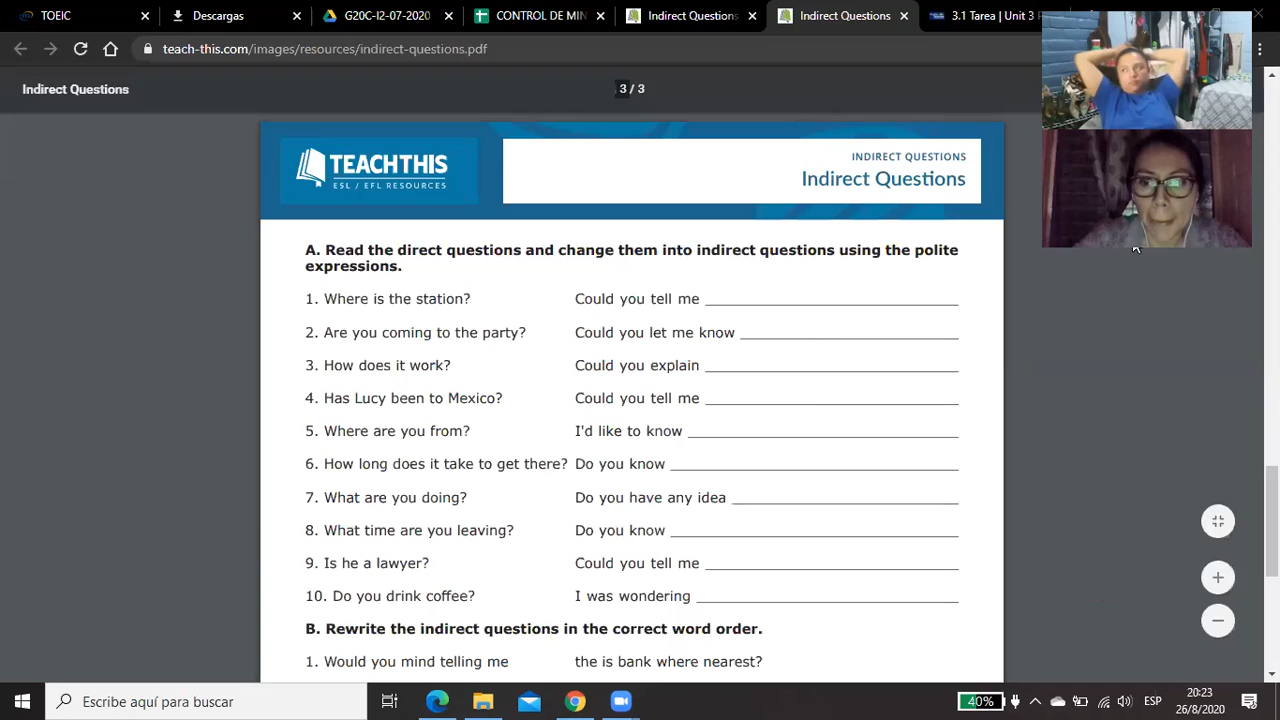 TOEIC
Descargas
G20C-I2-07-2020
CONTROL DE MIN
Indirect Questions
Indirect Questions
3.1 Tarea | Unit 3 P
teach-this.com/images/resources/indirect-questions.pdf
Indirect Questions
3 / 3
TEACHTHIS
ESL / EFL RESOURCES
INDIRECT QUESTIONS
Indirect Questions
A. Read the direct questions and change them into indirect questions using the polite
expressions.
1. Where is the station? Could you tell me
2. Are you coming to the party? Could you let me know
3. How does it work? Could you explain
4. Has Lucy been to Mexico? Could you tell me
5. Where are you from? I'd like to know
6. How long does it take to get there? Do you know
7. What are you doing? Do you have any idea
8. What time are you leaving? Do you know
9. Is he a lawyer? Could you tell me
10. Do you drink coffee? I was wondering
B. Rewrite the indirect questions in the correct word order.
1. Would you mind telling me the is bank where nearest?
Escribe aquí para buscar
40%
ESP
20:23
26/8/2020